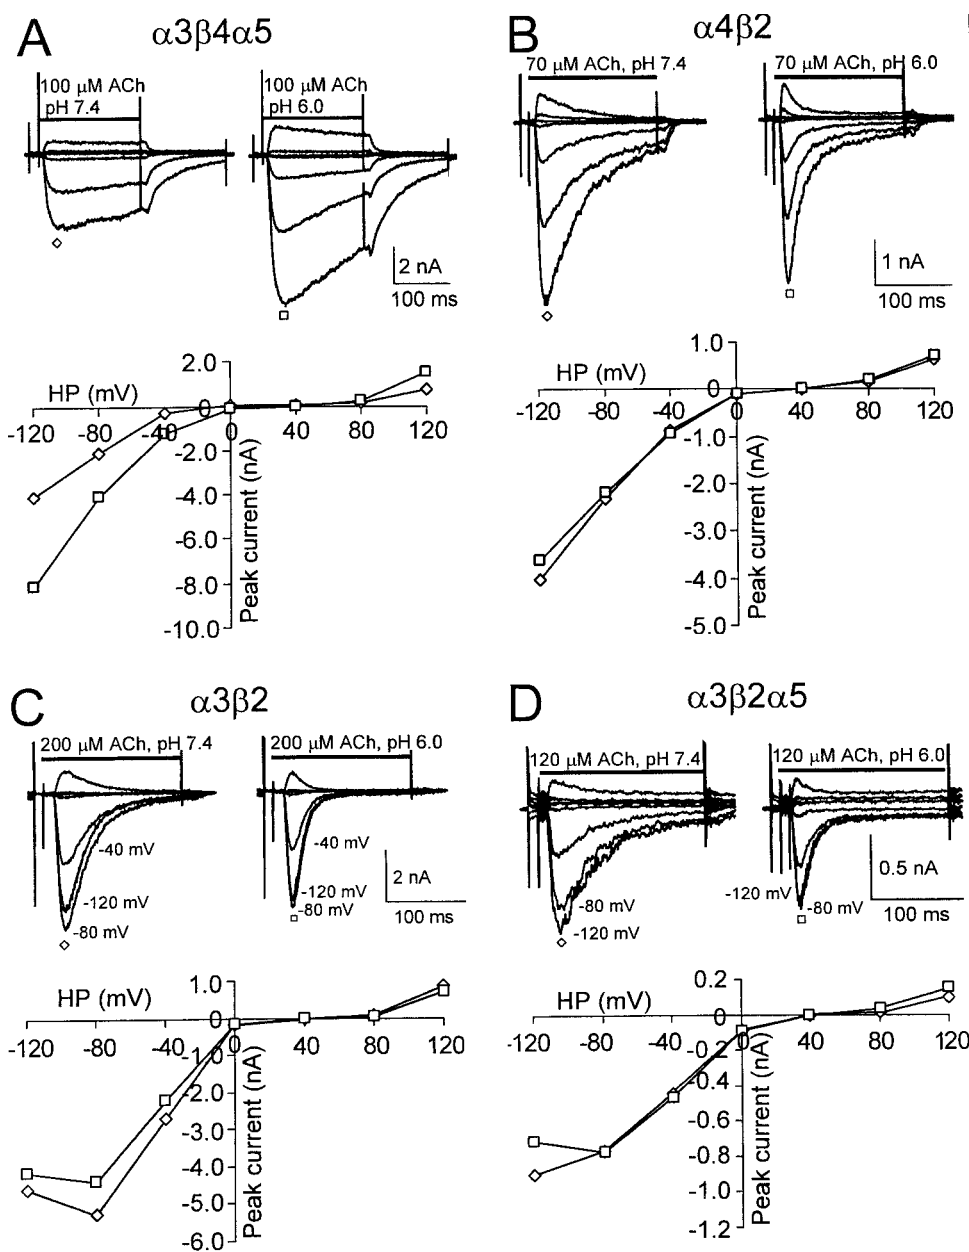 A
α3β4α5
100 μM ACh
pH 7.4
100 μM ACh
pH 6.0
2 nA
100 ms
2.0
HP (mV)
0
-120 -80 -40 0 40 80 120
-2.0
-4.0
-6.0
-8.0
-10.0
Peak current (nA)
B
α4β2
70 μM ACh, pH 7.4
70 μM ACh, pH 6.0
1 nA
100 ms
1.0
HP (mV)
0
-120 -80 -40 0 40 80 120
-1.0
-2.0
-3.0
-4.0
-5.0
Peak current (nA)
C
α3β2
200 μM ACh, pH 7.4
200 μM ACh, pH 6.0
-40 mV
-120 mV
-80 mV
-40 mV
-120 mV
-80 mV
2 nA
100 ms
1.0
HP (mV)
0
-120 -80 -40 0 40 80 120
-1.0
-2.0
-3.0
-4.0
-5.0
-6.0
Peak current (nA)
D
α3β2α5
120 μM ACh, pH 7.4
120 μM ACh, pH 6.0
-80 mV
-120 mV
-120 mV
-80 mV
0.5 nA
100 ms
0.2
HP (mV)
0
-120 -80 -40 0 40 80 120
-0.2
-0.4
-0.6
-0.8
-1.0
-1.2
Peak current (nA)